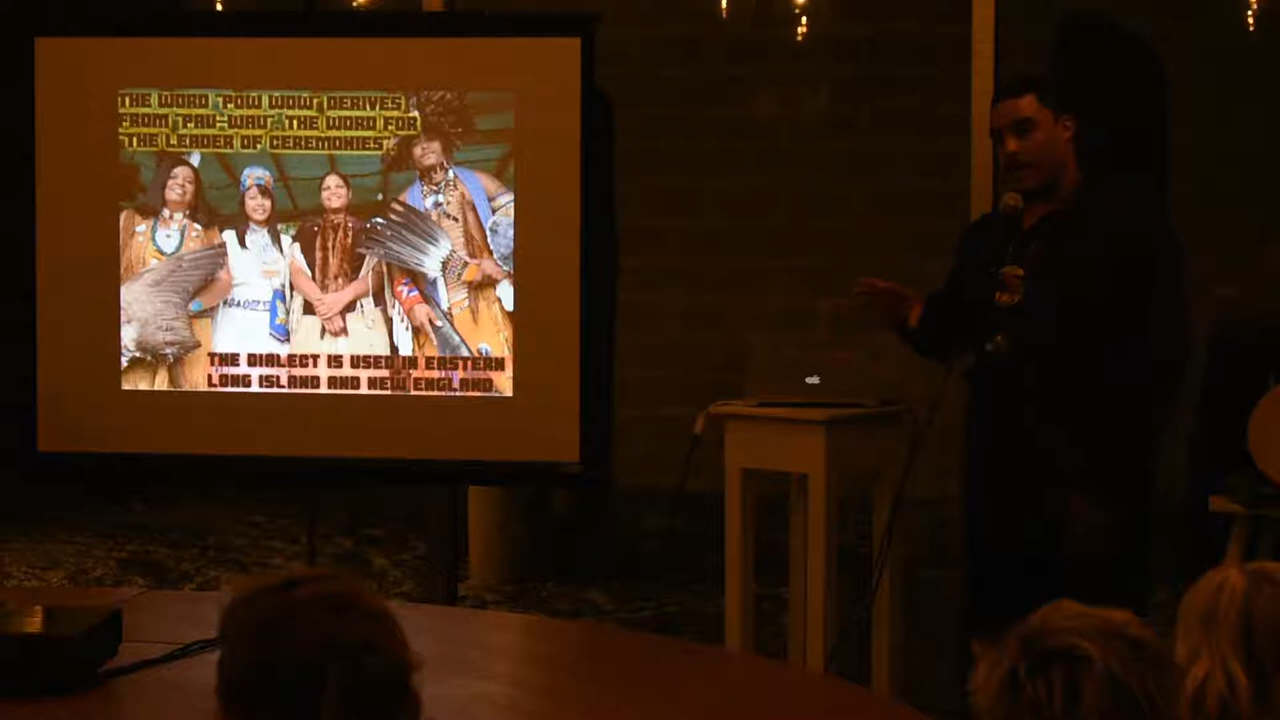 THE WORD "POW WOW" DERIVES
FROM "PAU-WAU" THE WORD FOR
"THE LEADER OF CEREMONIES"
THE DIALECT IS USED IN EASTERN
LONG ISLAND AND NEW ENGLAND.